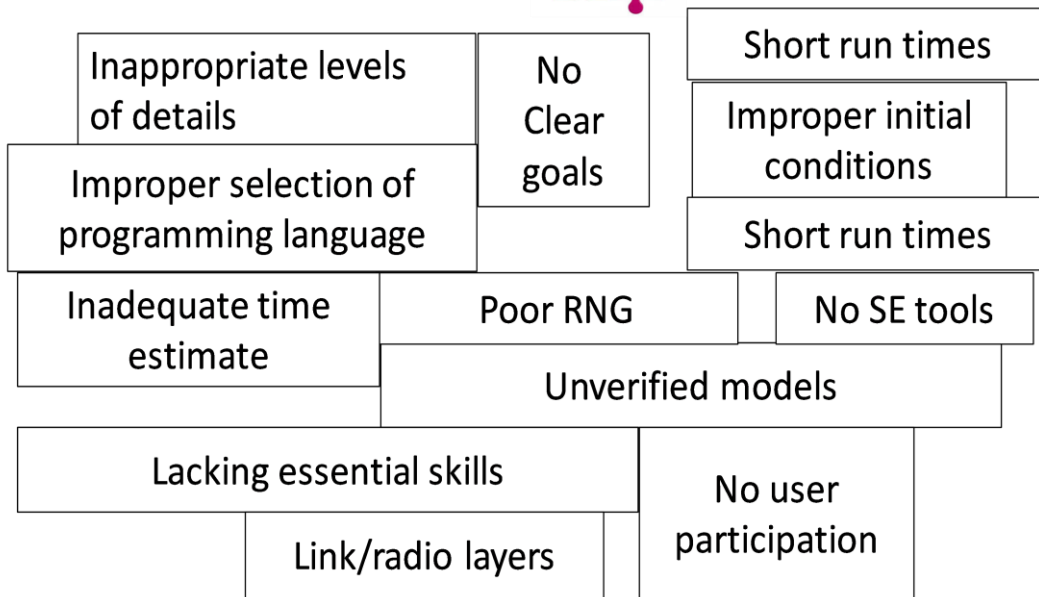 Inappropriate levels
of details
No
Clear
goals
Short run times
Improper initial
conditions
Improper selection of
programming language
Short run times
Inadequate time
estimate
Poor RNG
No SE tools
Unverified models
Lacking essential skills
No user
participation
Link/radio layers